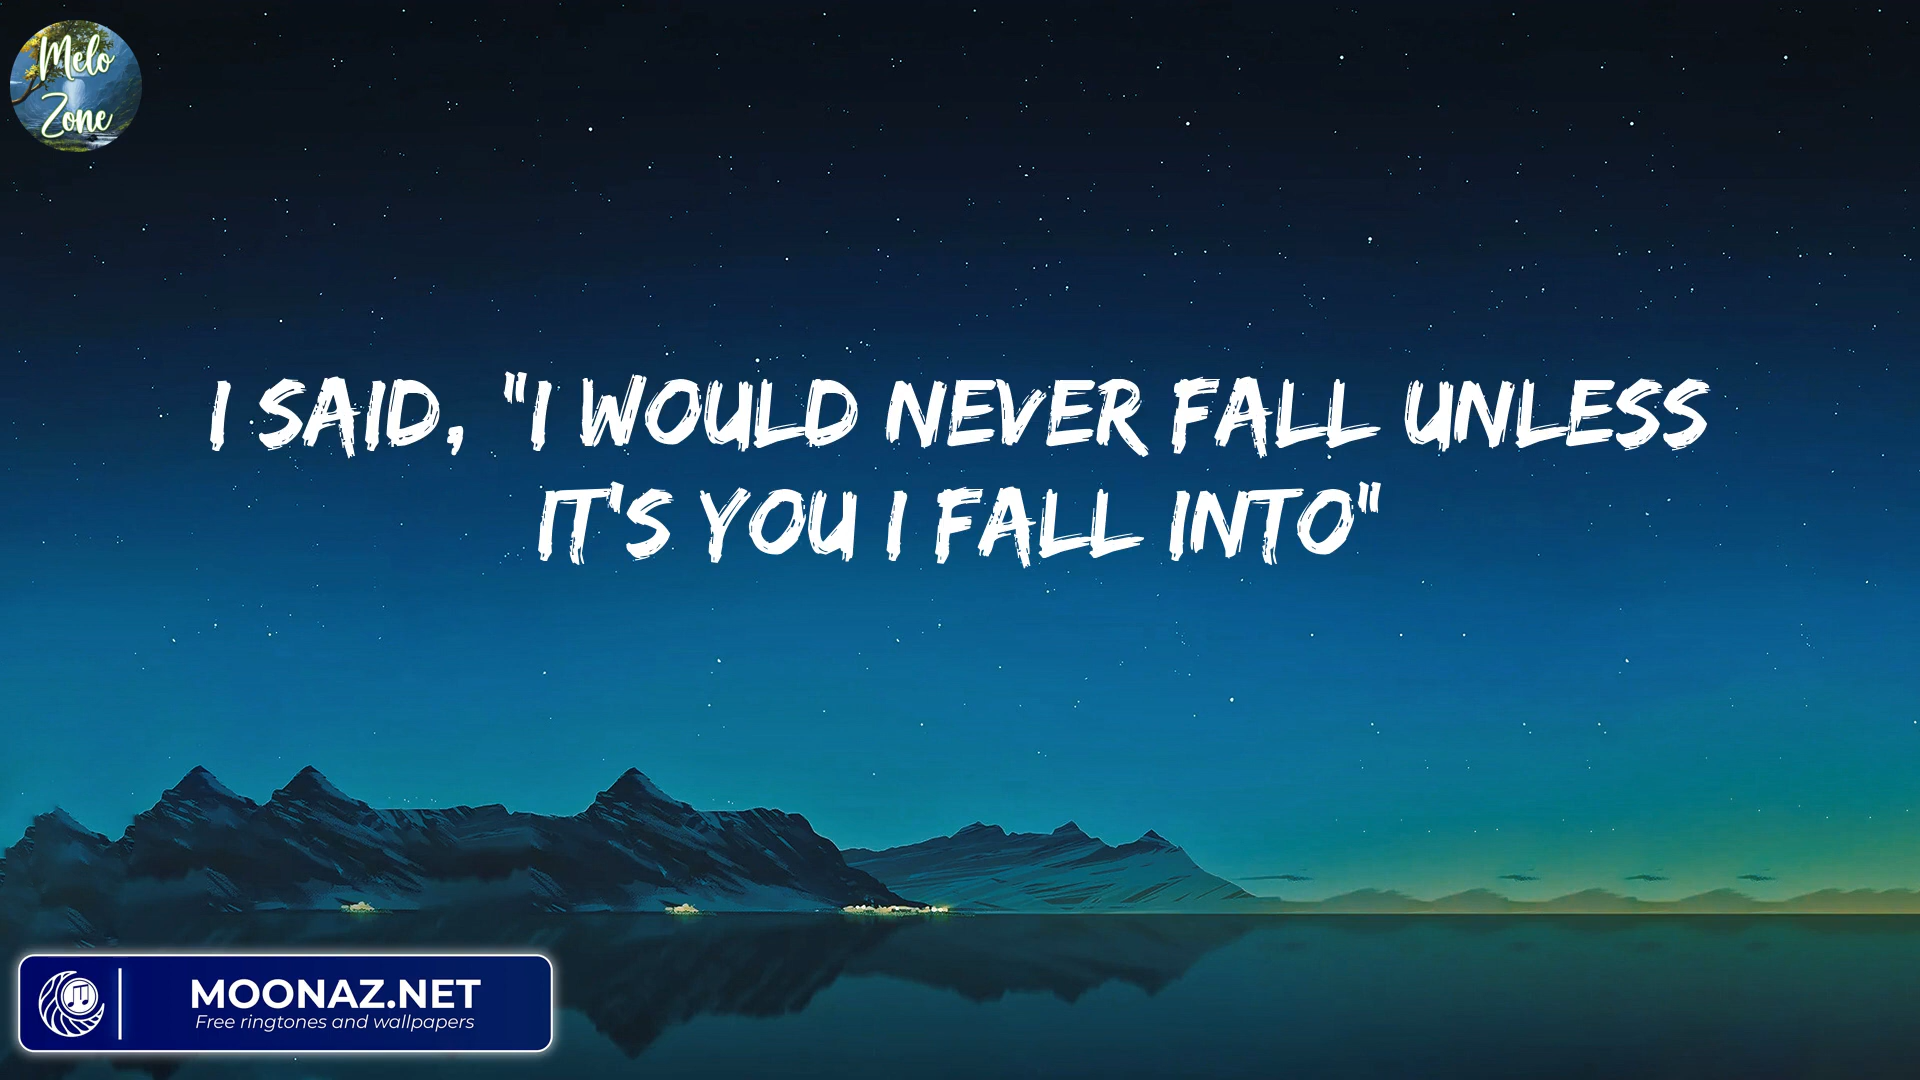 Melo
Zone
I SAID, "I WOULD NEVER FALL UNLESS
IT'S YOU I FALL INTO"
MOONAZ.NET
Free ringtones and wallpapers